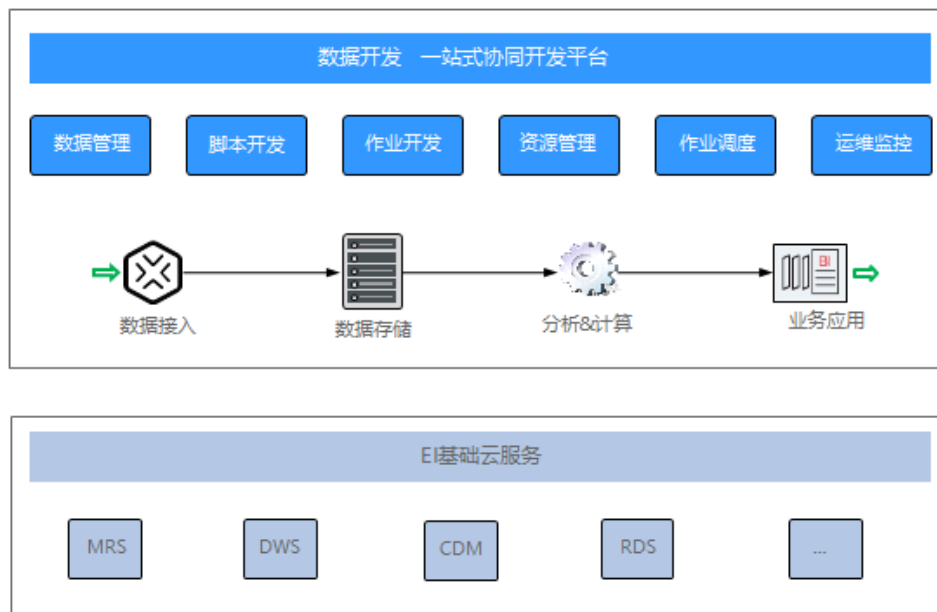 数据开发 一站式协同开发平台
数据管理 脚本开发 作业开发 资源管理 作业调度 运维监控
BI
数据接入 数据存储 分析&计算 业务应用
EI基础云服务
MRS DWS CDM RDS ...